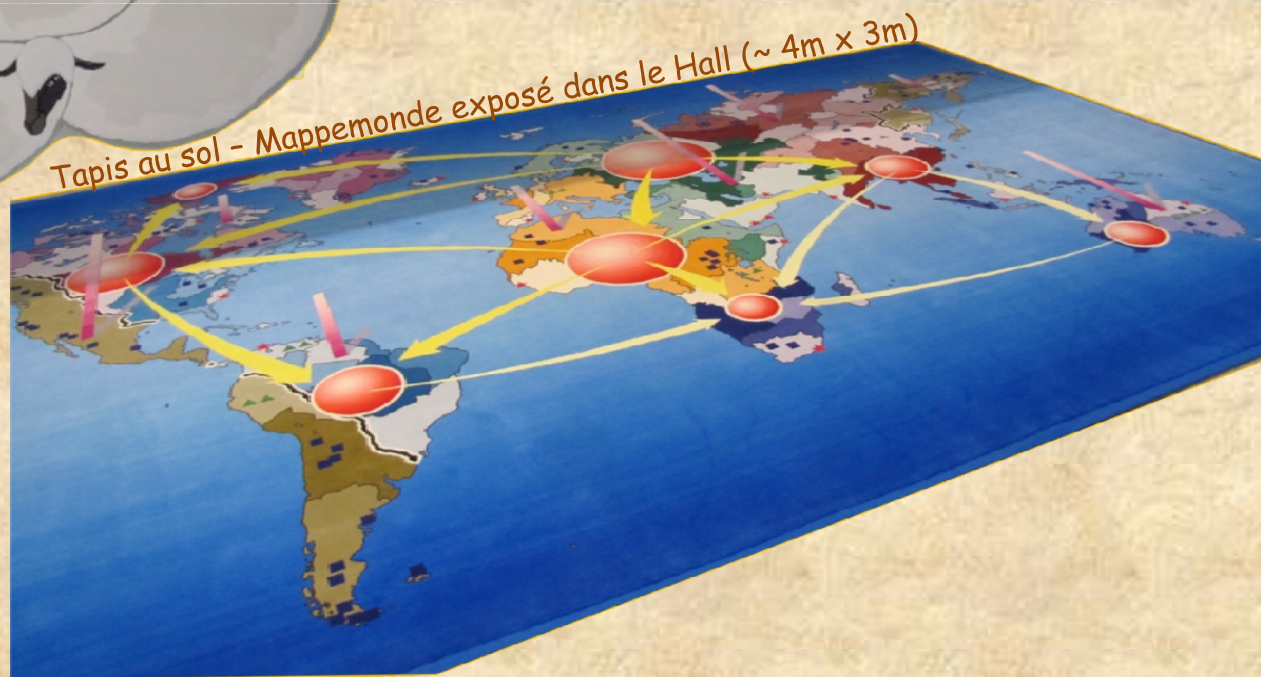 Tapis au sol – Mappemonde exposé dans le Hall (~ 4m x 3m)